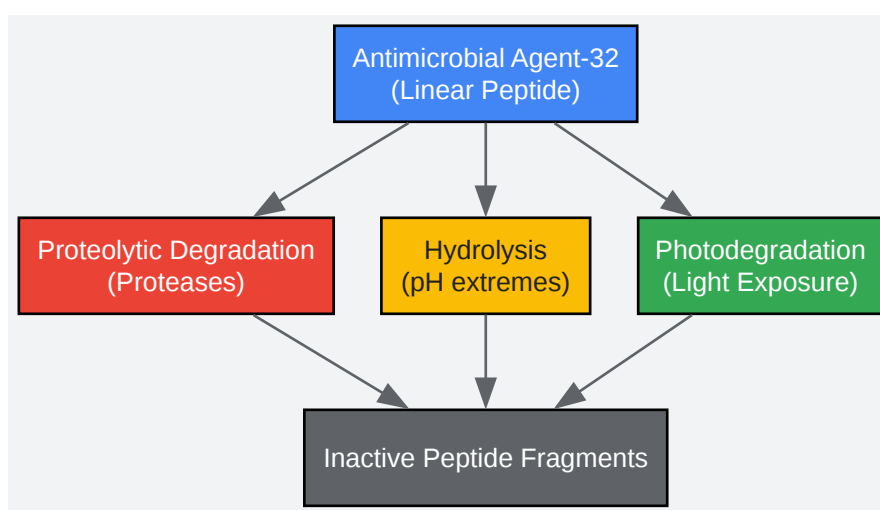 Antimicrobial Agent-32
(Linear Peptide)
Proteolytic Degradation
(Proteases)
Hydrolysis
(pH extremes)
Photodegradation
(Light Exposure)
Inactive Peptide Fragments